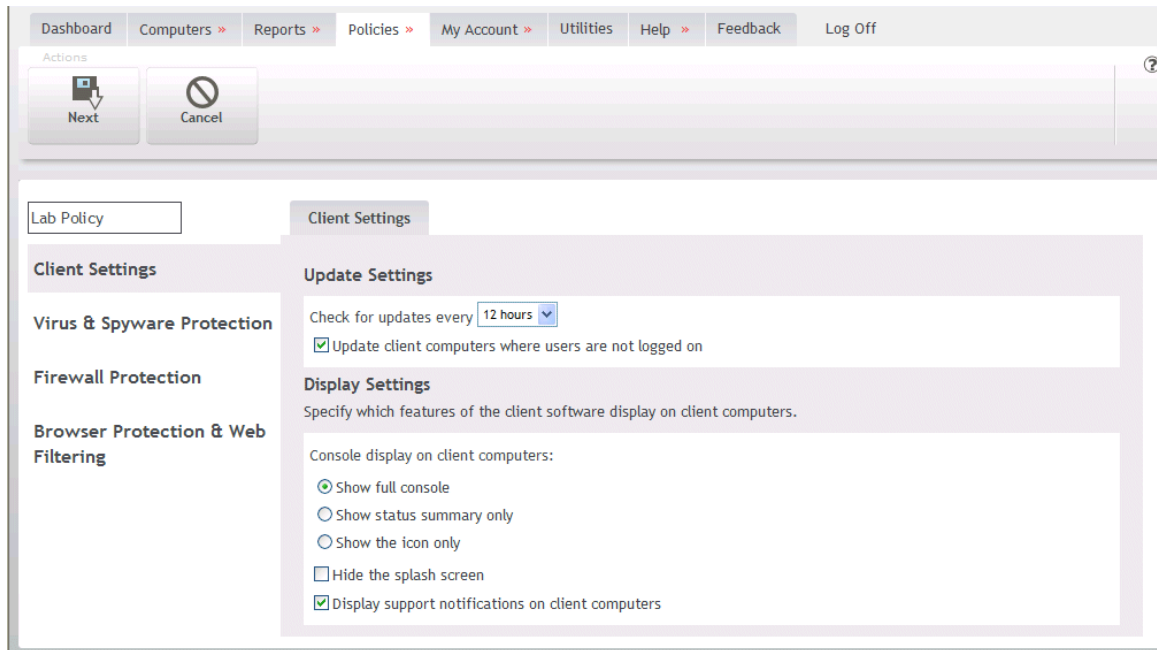 Dashboard Computers » Reports » Policies » My Account » Utilities Help » Feedback Log Off
Actions
?
Next Cancel
Lab Policy
Client Settings
Client Settings
Virus & Spyware Protection
Firewall Protection
Browser Protection & Web
Filtering
Update Settings
Check for updates every 12 hours
Update client computers where users are not logged on
Display Settings
Specify which features of the client software display on client computers.
Console display on client computers:
Show full console
Show status summary only
Show the icon only
Hide the splash screen
Display support notifications on client computers